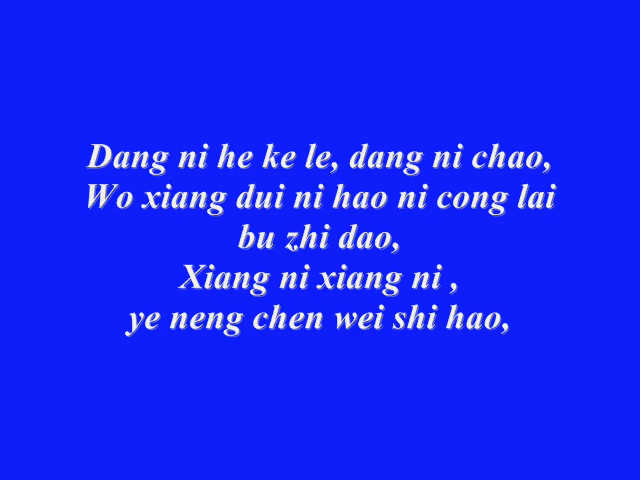 Dang ni he ke le, dang ni chao,
Wo xiang dui ni hao ni cong lai
bu zhi dao,
Xiang ni xiang ni ,
ye neng chen wei shi hao,